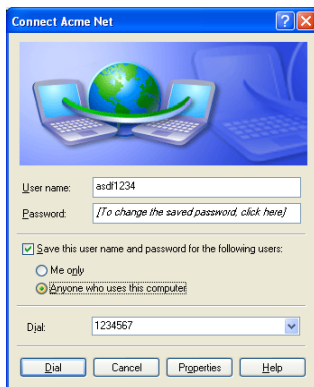 Connect Acme Net
User name: asdf1234
Password: [To change the saved password, click here]
Save this user name and password for the following users:
Me only
Anyone who uses this computer
Dial: 1234567
Dial Cancel Properties Help